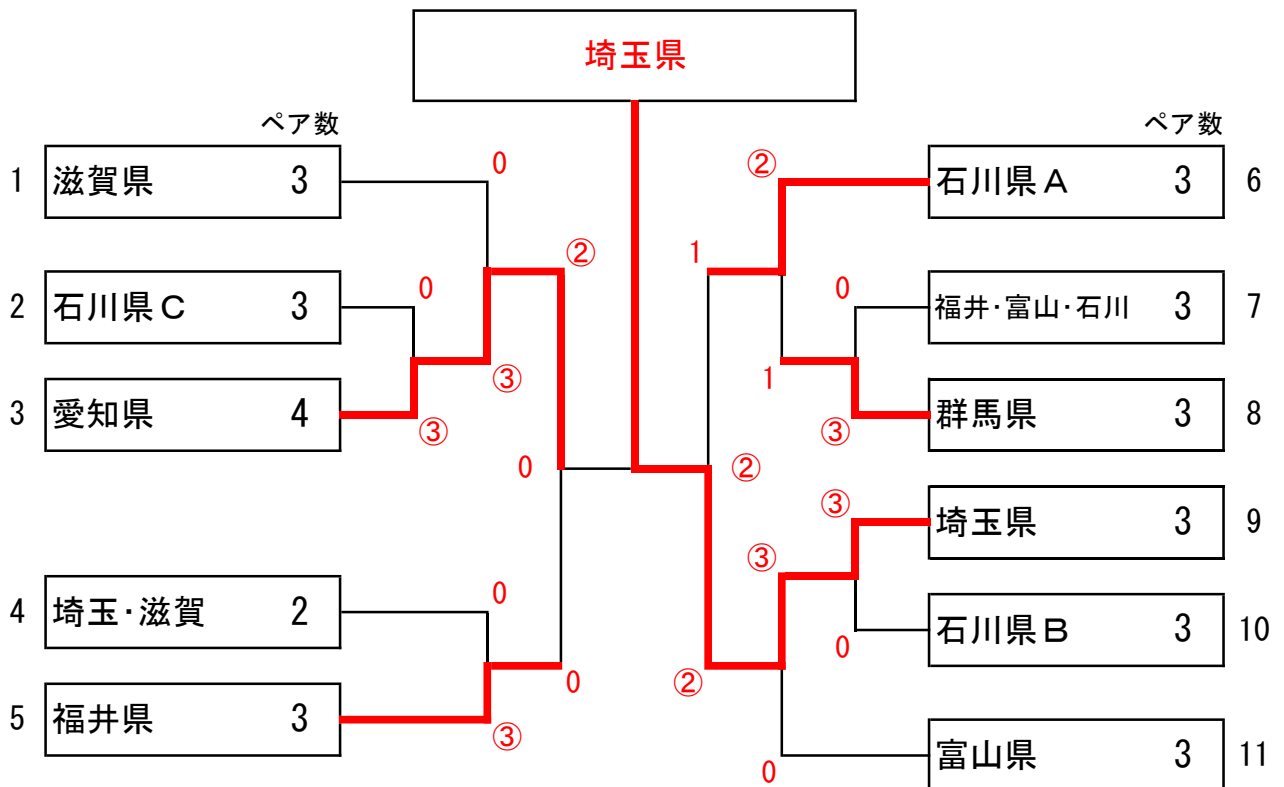 埼玉県
ペア数
ペア数
1 滋賀県 3
0
②
石川県A 3 6
2 石川県C 3
0
②
1
0
福井・富山・石川 3 7
3 愛知県 4
③
③
1
③
群馬県 3 8
0
②
③
埼玉県 3 9
4 埼玉・滋賀 2
0
③
石川県B 3 10
0
5 福井県 3
③
0
②
0
富山県 3 11